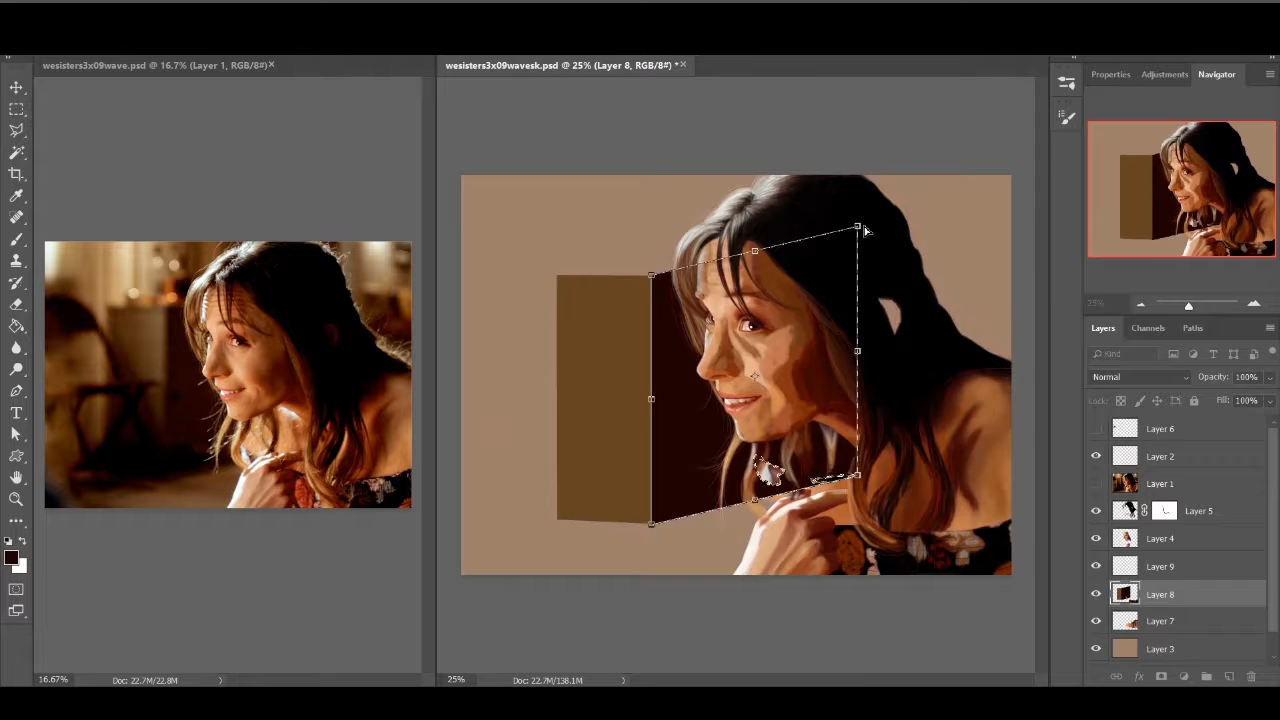 wesisters3x09wave.psd @ 16.7% (Layer 1, RGB/8#)
wesisters3x09wavesk.psd @ 25% (Layer 8, RGB/8#) *
Properties
Adjustments
Navigator
25%
Layers
Channels
Paths
Kind
Normal
Opacity: 100%
Lock:
Fill: 100%
Layer 6
Layer 2
Layer 1
Layer 5
Layer 4
Layer 9
Layer 8
Layer 7
Layer 3
16.67%
Doc: 22.7M/22.8M
25%
Doc: 22.7M/138.1M